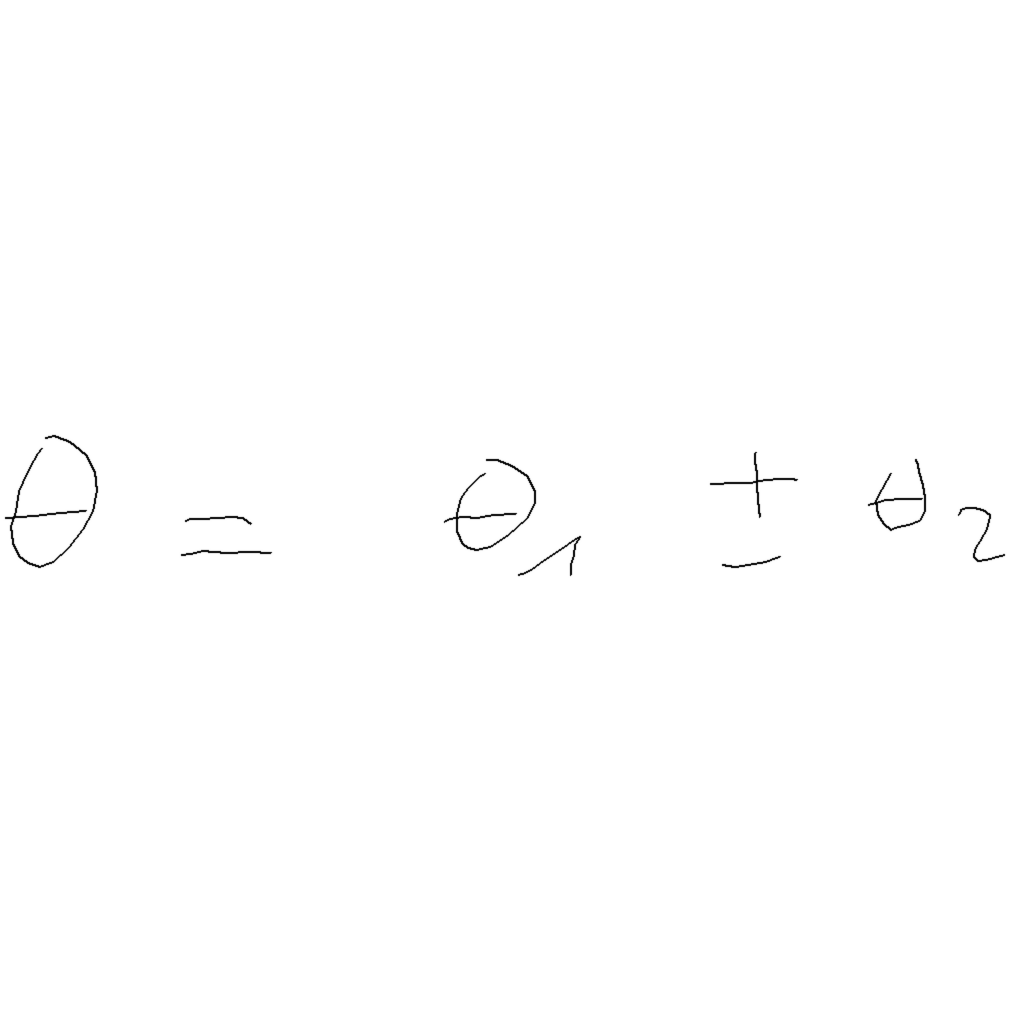 θ = θ₁ ± θ₂